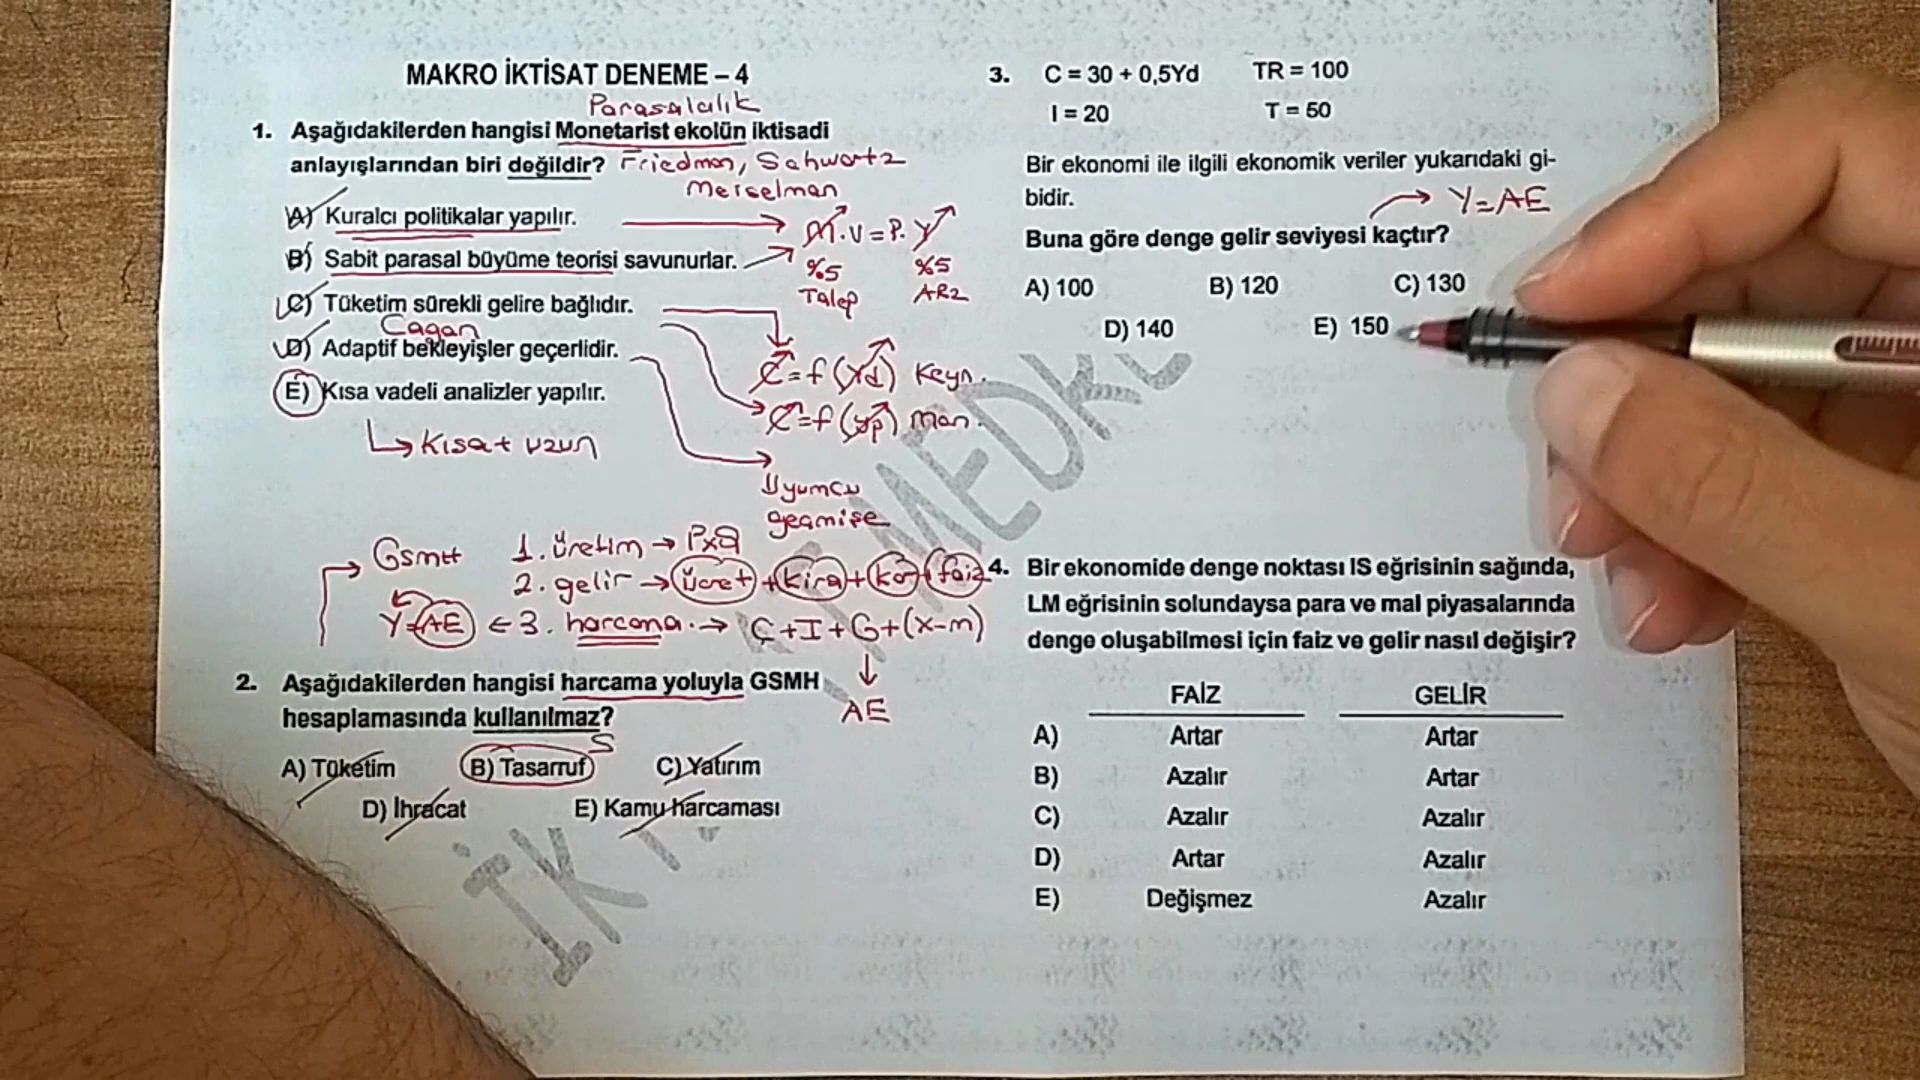 MAKRO İKTİSAT DENEME – 4
Parasalcılık
1. Aşağıdakilerden hangisi Monetarist ekolün iktisadi
anlayışlarından biri değildir? Friedman, Schwartz
Meiselman
A) Kuralcı politikalar yapılır.
M.V=P.Y
B) Sabit parasal büyüme teorisi savunurlar.
%5 %5
Talep ARZ
C) Tüketim sürekli gelire bağlıdır.
Cagan
D) Adaptif bekleyişler geçerlidir.
C=f(Yd) Keyn.
E) Kısa vadeli analizler yapılır.
C=f(Yp) Mon.
Kısa+uzun
Uyumcu
geçmişe
GSMH 1. üretim → PxQ
2. gelir → Ücret+kira+kar+faiz
Y=AE ← 3. harcama → C+I+G+(x-m)
AE
2. Aşağıdakilerden hangisi harcama yoluyla GSMH
hesaplamasında kullanılmaz?
S
A) Tüketim B) Tasarruf C) Yatırım
D) İhracat E) Kamu harcaması
3. C = 30 + 0,5Yd TR = 100
I = 20 T = 50
Bir ekonomi ile ilgili ekonomik veriler yukarıdaki gi-
bidir.
→ Y=AE
Buna göre denge gelir seviyesi kaçtır?
A) 100 B) 120 C) 130
D) 140 E) 150
4. Bir ekonomide denge noktası IS eğrisinin sağında,
LM eğrisinin solundaysa para ve mal piyasalarında
denge oluşabilmesi için faiz ve gelir nasıl değişir?
FAİZ GELİR
A) Artar Artar
B) Azalır Artar
C) Azalır Azalır
D) Artar Azalır
E) Değişmez Azalır